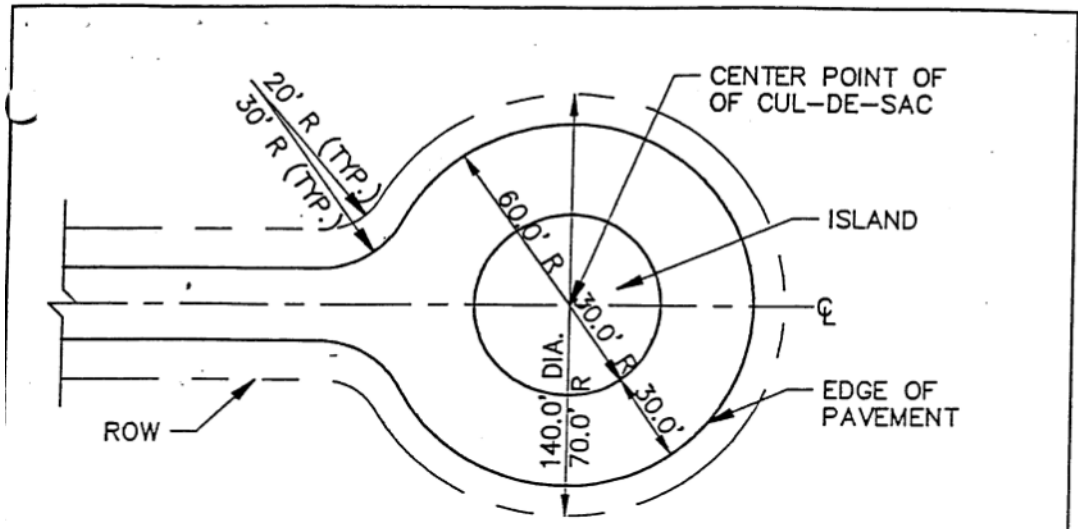 CENTER POINT OF
OF CUL-DE-SAC
20' R (TYP.)
30' R (TYP.)
60.0' R
ISLAND
30.0' R
℄
140.0' DIA.
70.0' R
30.0'
EDGE OF
PAVEMENT
ROW